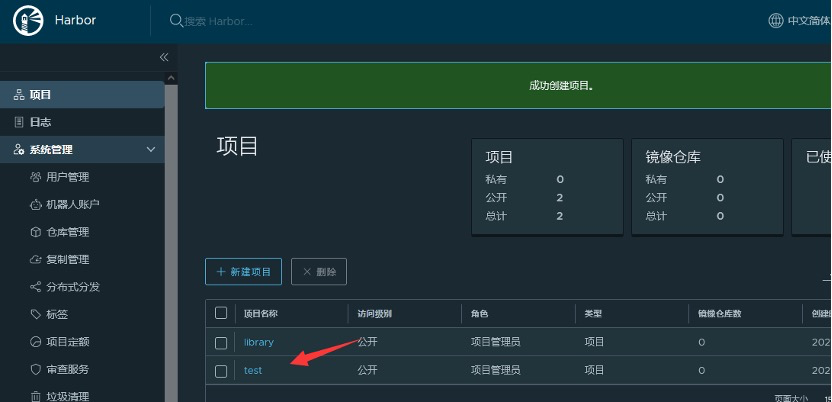 Harbor
搜索 Harbor...
中文简体
项目
日志
系统管理
用户管理
机器人账户
仓库管理
复制管理
分布式分发
标签
项目定额
审查服务
垃圾清理
成功创建项目。
项目
项目
私有 0
公开 2
总计 2
镜像仓库
私有 0
公开 0
总计 0
已使
+ 新建项目
× 删除
项目名称 访问级别 角色 类型 镜像仓库数 创建
library 公开 项目管理员 项目 0 202
test 公开 项目管理员 项目 0 202
页面大小 15